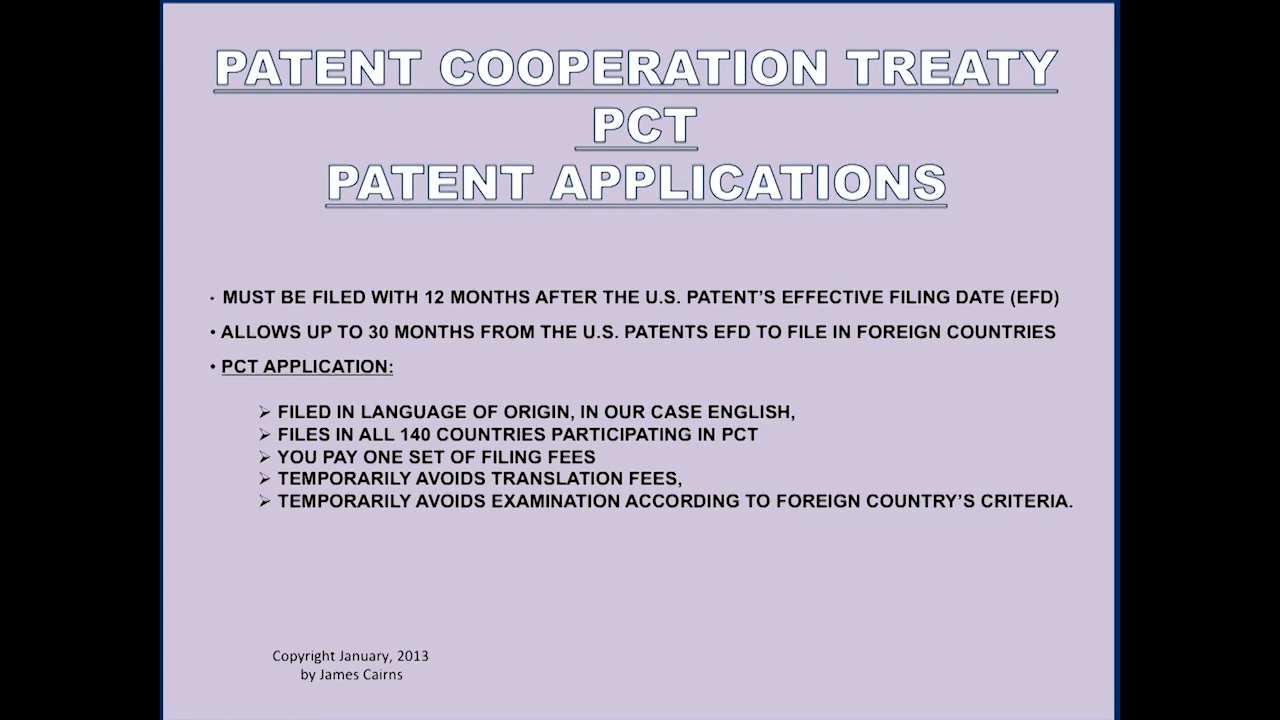 PATENT COOPERATION TREATY
PCT
PATENT APPLICATIONS
• MUST BE FILED WITH 12 MONTHS AFTER THE U.S. PATENT’S EFFECTIVE FILING DATE (EFD)
• ALLOWS UP TO 30 MONTHS FROM THE U.S. PATENTS EFD TO FILE IN FOREIGN COUNTRIES
• PCT APPLICATION:
➢ FILED IN LANGUAGE OF ORIGIN, IN OUR CASE ENGLISH,
➢ FILES IN ALL 140 COUNTRIES PARTICIPATING IN PCT
➢ YOU PAY ONE SET OF FILING FEES
➢ TEMPORARILY AVOIDS TRANSLATION FEES,
➢ TEMPORARILY AVOIDS EXAMINATION ACCORDING TO FOREIGN COUNTRY’S CRITERIA.
Copyright January, 2013
by James Cairns